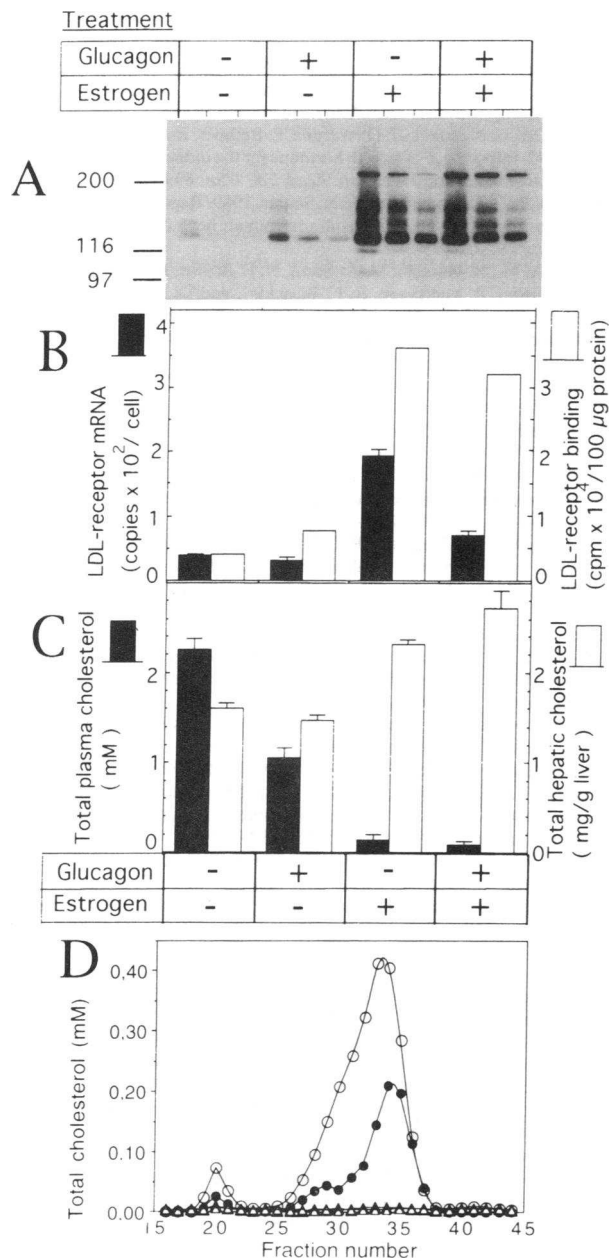 Treatment
Glucagon - + - +
Estrogen - - + +
A
200
116
97
B
LDL-receptor mRNA
(copies x 10²/ cell)
4
3
2
1
0
3
2
1
0
LDL-receptor binding
(cpm x 10⁴/100 µg protein)
C
Total plasma cholesterol
( mM )
2
1
0
2
1
0
Total hepatic cholesterol
( mg/g liver )
Glucagon - + - +
Estrogen - - + +
D
Total cholesterol (mM)
0.40
0.30
0.20
0.10
0.00
15 20 25 30 35 40 45
Fraction number